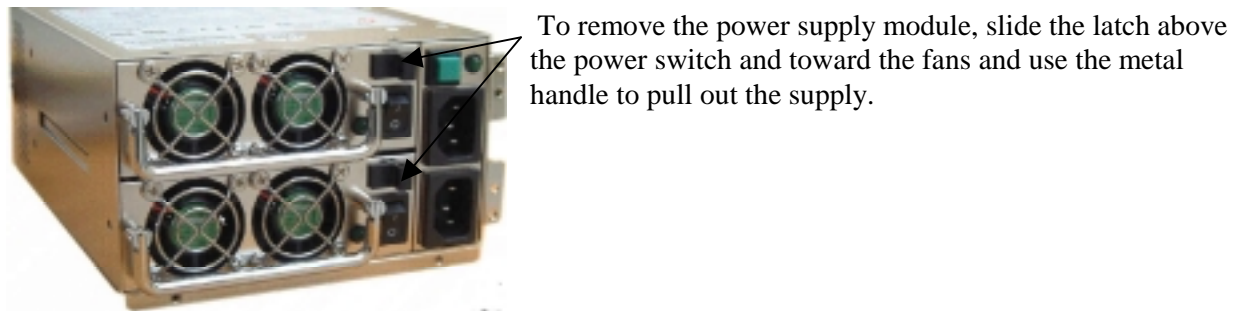 To remove the power supply module, slide the latch above
the power switch and toward the fans and use the metal
handle to pull out the supply.